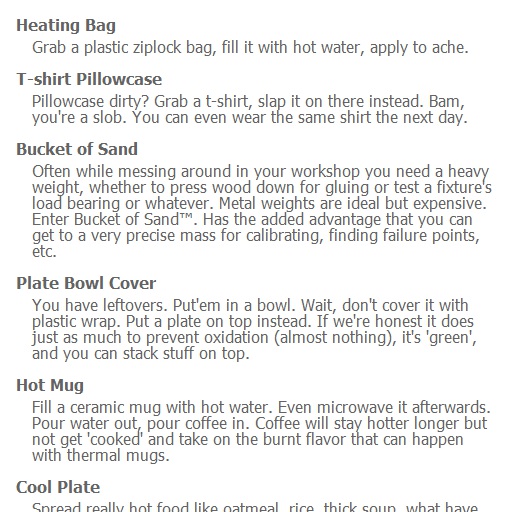 Heating Bag
Grab a plastic ziplock bag, fill it with hot water, apply to ache.
T-shirt Pillowcase
Pillowcase dirty? Grab a t-shirt, slap it on there instead. Bam,
you're a slob. You can even wear the same shirt the next day.
Bucket of Sand
Often while messing around in your workshop you need a heavy
weight, whether to press wood down for gluing or test a fixture's
load bearing or whatever. Metal weights are ideal but expensive.
Enter Bucket of Sand™. Has the added advantage that you can
get to a very precise mass for calibrating, finding failure points,
etc.
Plate Bowl Cover
You have leftovers. Put'em in a bowl. Wait, don't cover it with
plastic wrap. Put a plate on top instead. If we're honest it does
just as much to prevent oxidation (almost nothing), it's 'green',
and you can stack stuff on top.
Hot Mug
Fill a ceramic mug with hot water. Even microwave it afterwards.
Pour water out, pour coffee in. Coffee will stay hotter longer but
not get 'cooked' and take on the burnt flavor that can happen
with thermal mugs.
Cool Plate
Spread really hot food like oatmeal, rice, thick soup, what have